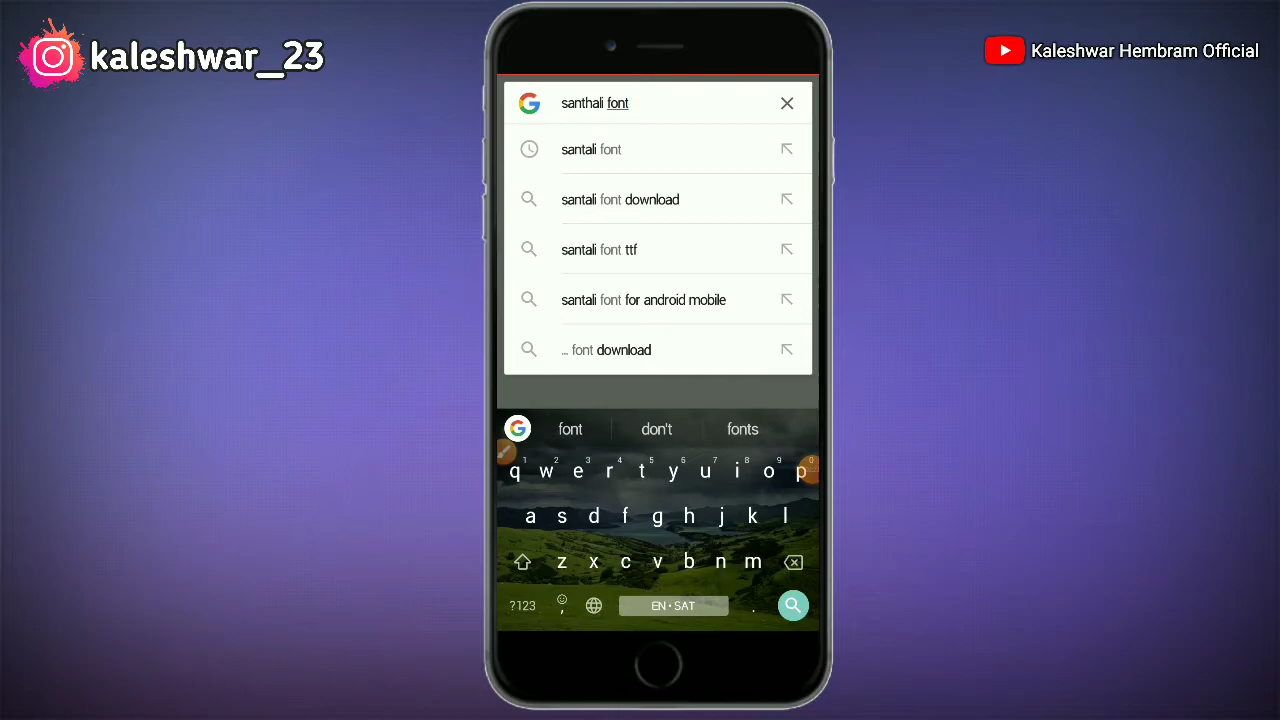 kaleshwar_23
Kaleshwar Hembram Official
santhali font
santali font
santali font download
santali font ttf
santali font for android mobile
... font download
font don't fonts
1 2 3 4 5 6 7 8 9 0
q w e r t y u i o p
a s d f g h j k l
z x c v b n m
?123 , EN • SAT .